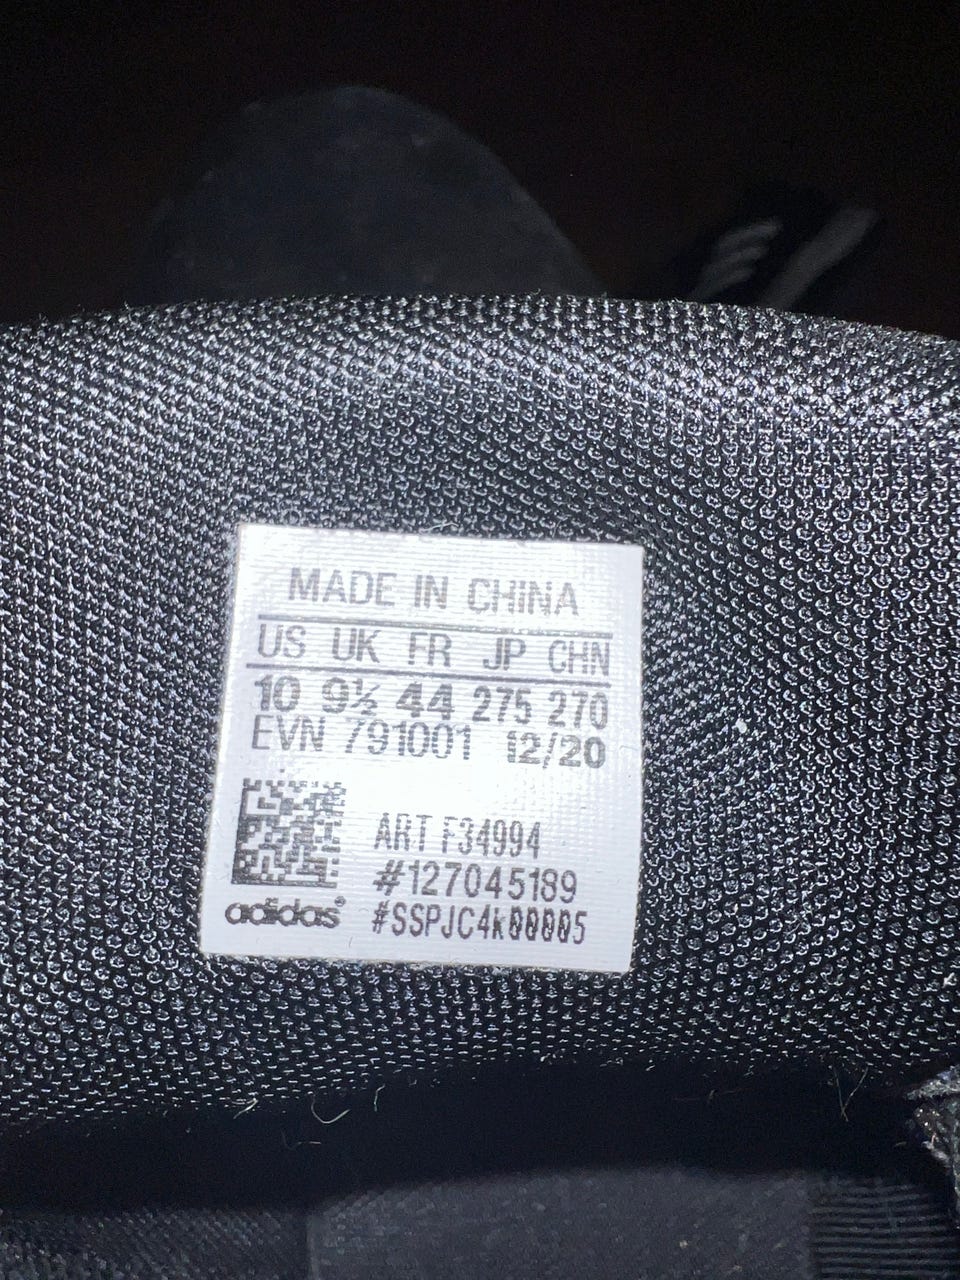 MADE IN CHINA
US UK FR JP CHN
10 9½ 44 275 270
EVN 791001 12/20
ART F34994
#127045189
adidas® #SSPJC4K00005